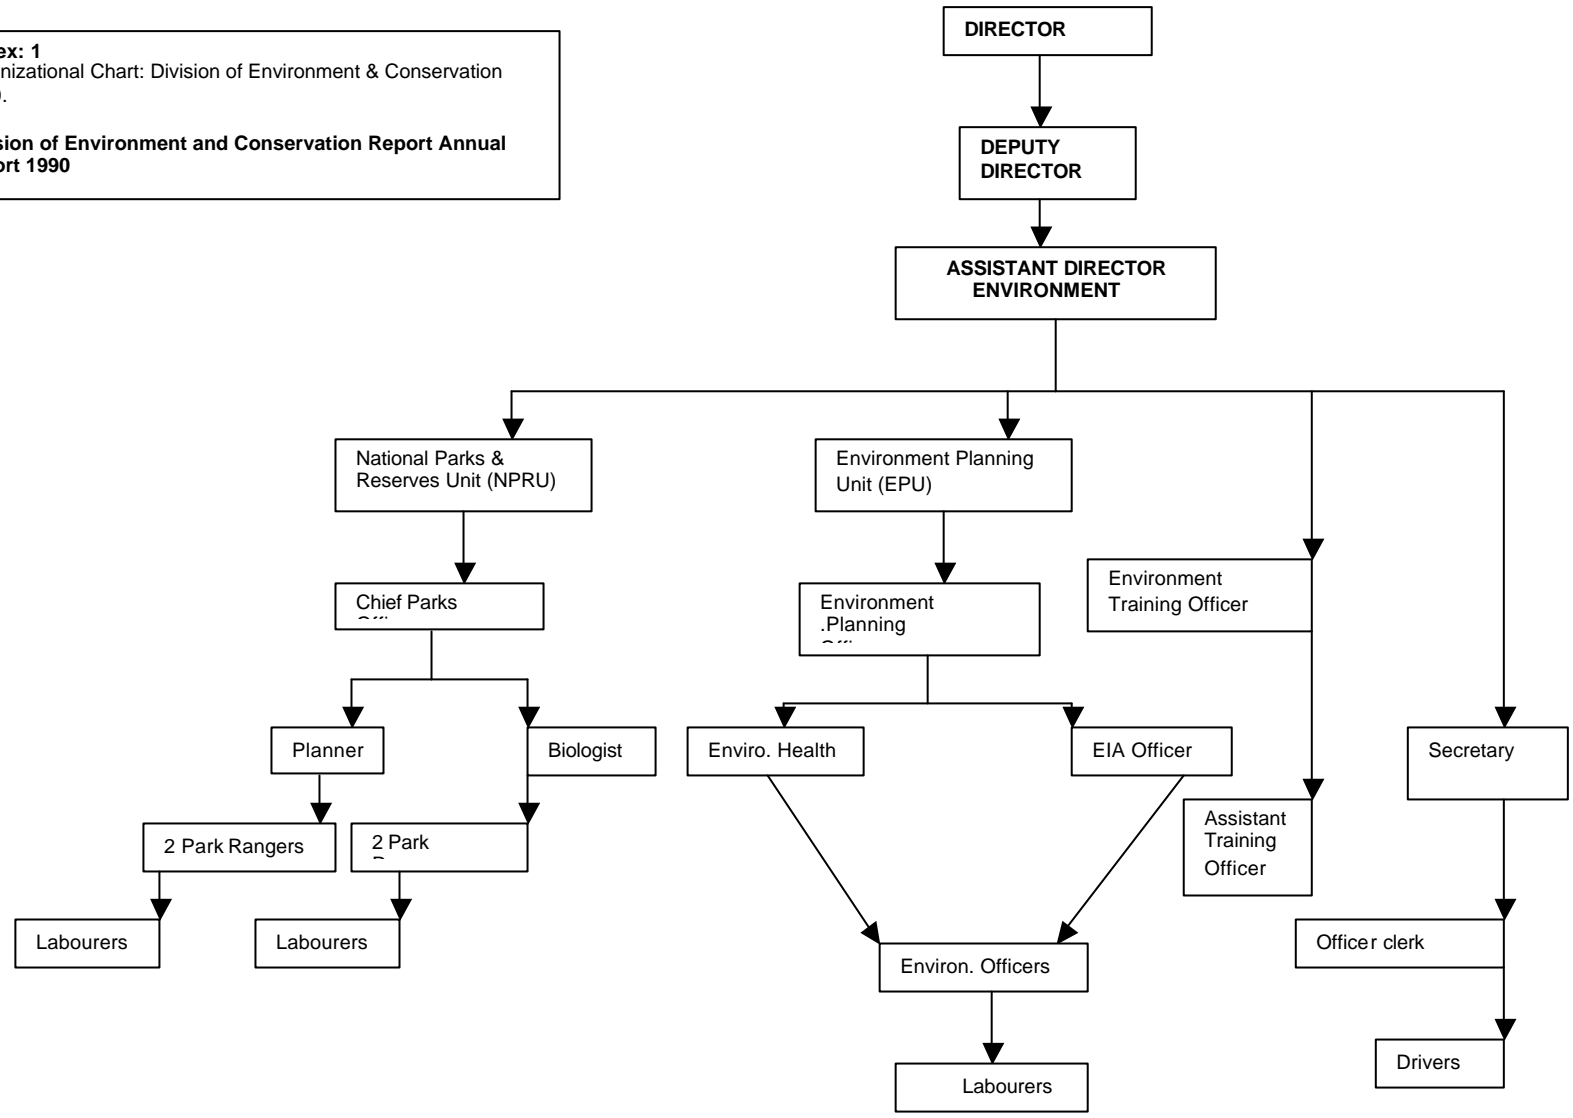 ex: 1
nizational Chart: Division of Environment & Conservation
).
sion of Environment and Conservation Report Annual
ort 1990
DIRECTOR
DEPUTY
DIRECTOR
ASSISTANT DIRECTOR
ENVIRONMENT
National Parks &
Reserves Unit (NPRU)
Environment Planning
Unit (EPU)
Environment
Training Officer
Chief Parks
Environment
.Planning
Planner
Biologist
Enviro. Health
EIA Officer
Secretary
2 Park Rangers
2 Park
Assistant
Training
Officer
Labourers
Labourers
Environ. Officers
Officer clerk
Labourers
Drivers